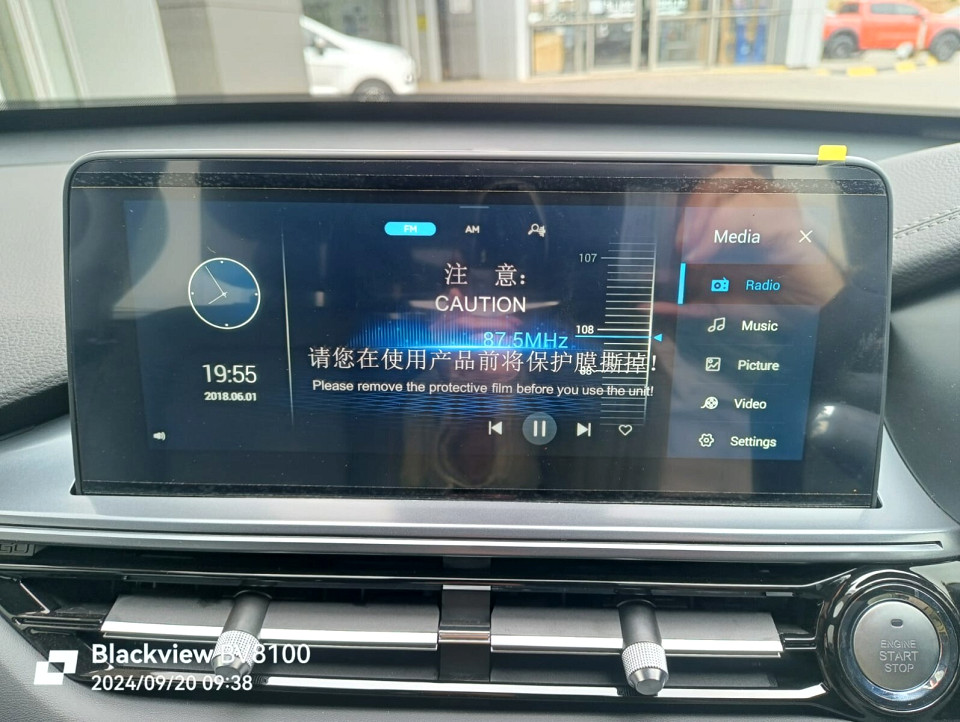 FM
AM
Media
107
注 意:
CAUTION
Radio
108
87.5MHz
Music
请您在使用产品前将保护膜撕掉!
88
Picture
19:55
Please remove the protective film before you use the unit!
2018.06.01
Video
Settings
ENGINE
START
STOP
Blackview BV8100
2024/09/20 09:38